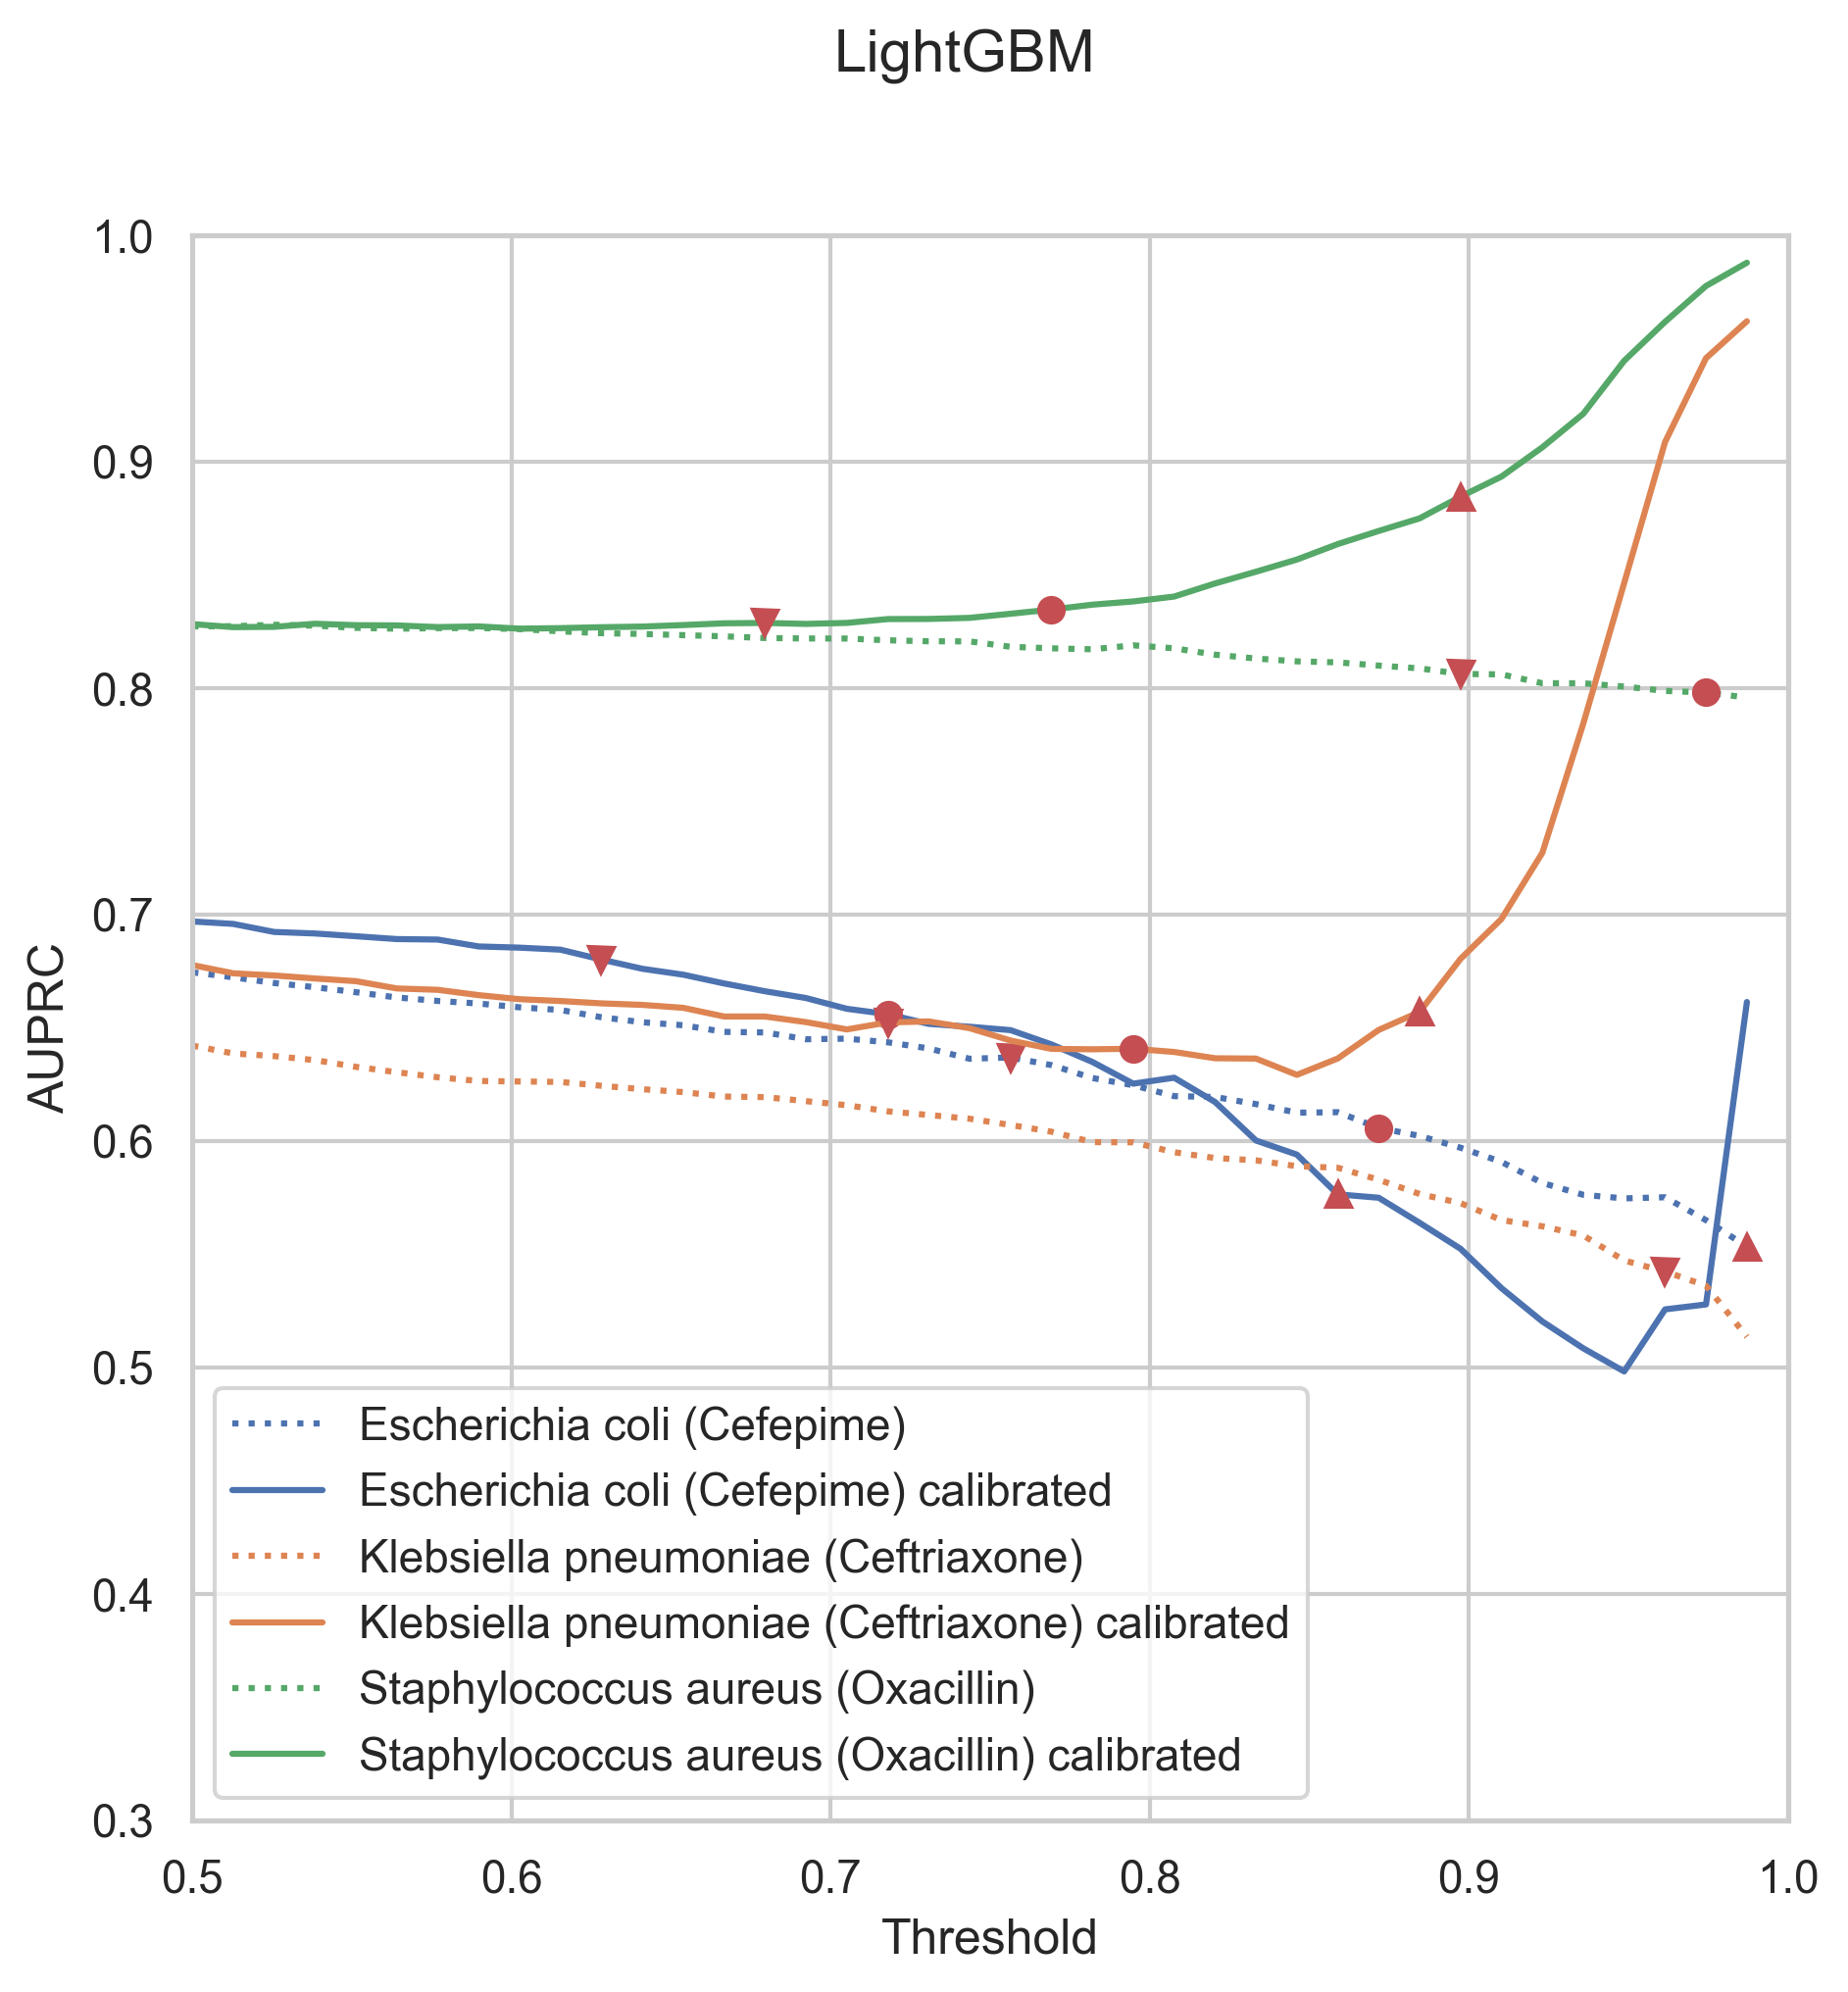 LightGBM
1.0
0.9
0.8
0.7
0.6
0.5
0.4
0.3
AUPRC
Escherichia coli (Cefepime)
Escherichia coli (Cefepime) calibrated
Klebsiella pneumoniae (Ceftriaxone)
Klebsiella pneumoniae (Ceftriaxone) calibrated
Staphylococcus aureus (Oxacillin)
Staphylococcus aureus (Oxacillin) calibrated
0.5 0.6 0.7 0.8 0.9 1.0
Threshold